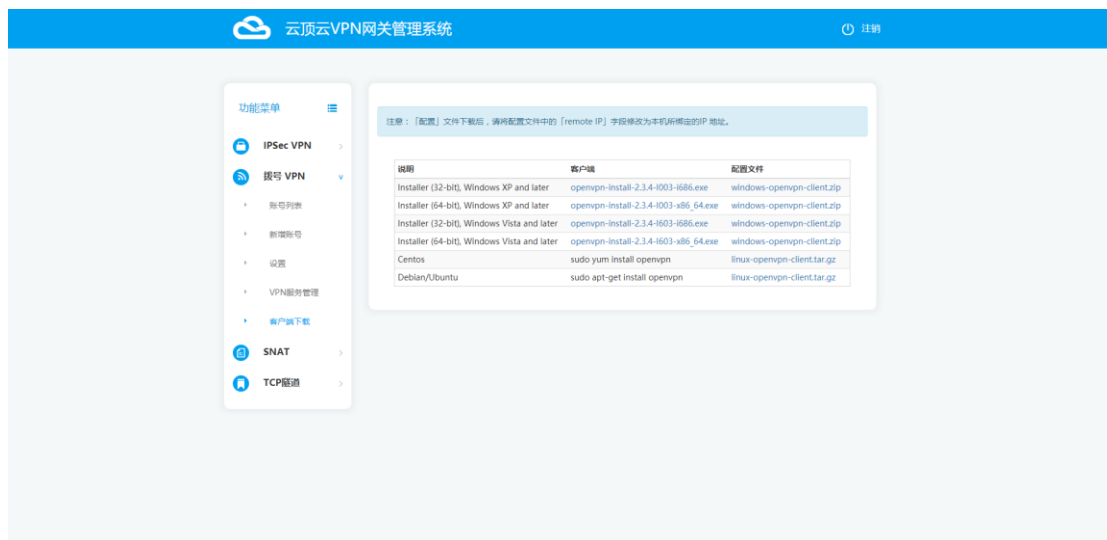 云顶云VPN网关管理系统
注销
功能菜单
IPSec VPN
拨号 VPN
账号列表
新增账号
设置
VPN服务管理
客户端下载
SNAT
TCP隧道
注意：「配置」文件下载后，请将配置文件中的「remote IP」字段修改为本机所绑定的IP 地址。
说明 客户端 配置文件
Installer (32-bit), Windows XP and later openvpn-install-2.3.4-I003-i686.exe windows-openvpn-client.zip
Installer (64-bit), Windows XP and later openvpn-install-2.3.4-I003-x86_64.exe windows-openvpn-client.zip
Installer (32-bit), Windows Vista and later openvpn-install-2.3.4-I603-i686.exe windows-openvpn-client.zip
Installer (64-bit), Windows Vista and later openvpn-install-2.3.4-I603-x86_64.exe windows-openvpn-client.zip
Centos sudo yum install openvpn linux-openvpn-client.tar.gz
Debian/Ubuntu sudo apt-get install openvpn linux-openvpn-client.tar.gz